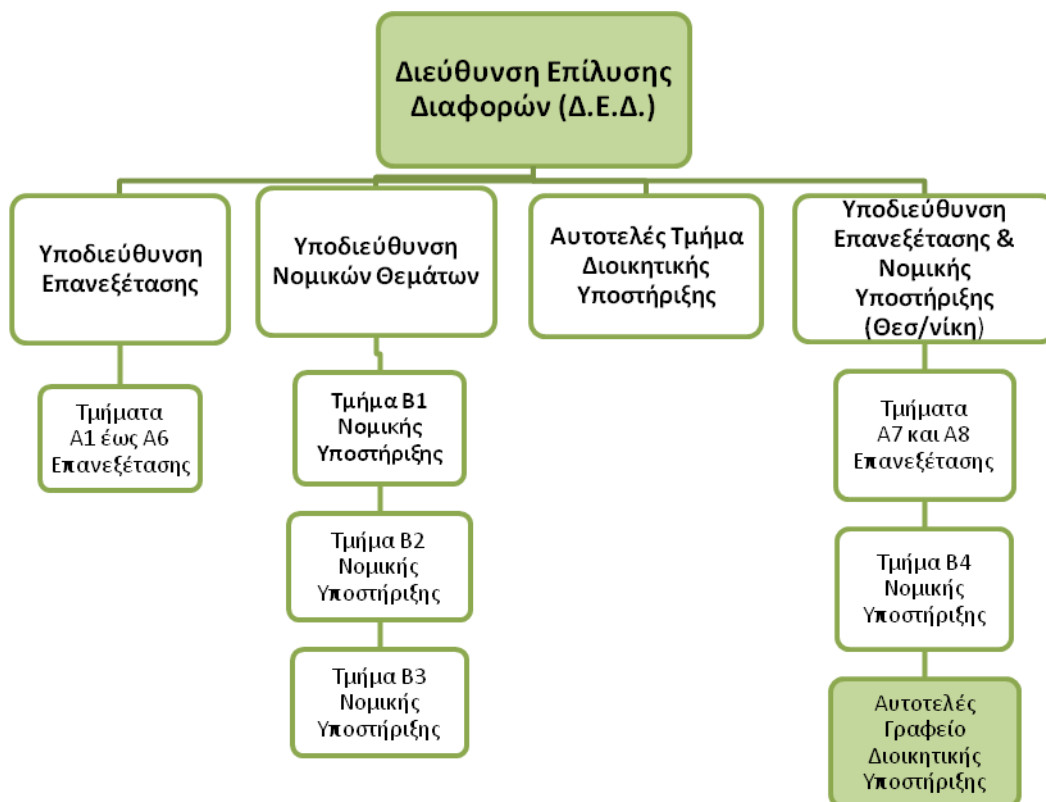 Διεύθυνση Επίλυσης
Διαφορών (Δ.Ε.Δ.)
Υποδιεύθυνση
Επανεξέτασης
Υποδιεύθυνση
Νομικών Θεμάτων
Αυτοτελές Τμήμα
Διοικητικής
Υποστήριξης
Υποδιεύθυνση
Επανεξέτασης &
Νομικής
Υποστήριξης
(Θεσ/νίκη)
Τμήματα
Α1 έως Α6
Επανεξέτασης
Τμήμα Β1
Νομικής
Υποστήριξης
Τμήμα Β2
Νομικής
Υποστήριξης
Τμήμα Β3
Νομικής
Υποστήριξης
Τμήματα
Α7 και Α8
Επανεξέτασης
Τμήμα Β4
Νομικής
Υποστήριξης
Αυτοτελές
Γραφείο
Διοικητικής
Υποστήριξης